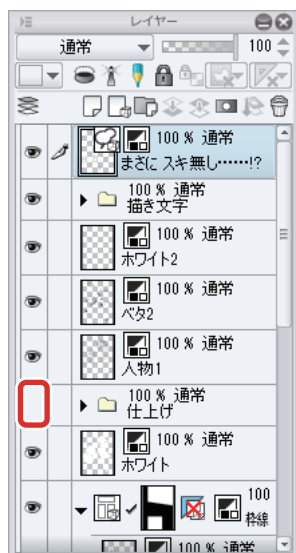 レイヤー
通常 100
100 % 通常
まさに スキ無し……!?
100 % 通常
描き文字
100 % 通常
ホワイト2
100 % 通常
ベタ2
100 % 通常
人物1
100 % 通常
仕上げ
100 % 通常
ホワイト
100
枠線
100 % 通常